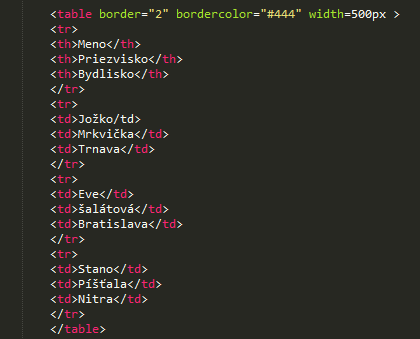 <table border="2" bordercolor="#444" width=500px >
<tr>
<th>Meno</th>
<th>Priezvisko</th>
<th>Bydlisko</th>
</tr>
<tr>
<td>Jožko/td>
<td>Mrkvička</td>
<td>Trnava</td>
</tr>
<tr>
<td>Eve</td>
<td>šalátová</td>
<td>Bratislava</td>
</tr>
<tr>
<td>Stano</td>
<td>Píšťala</td>
<td>Nitra</td>
</tr>
</table>